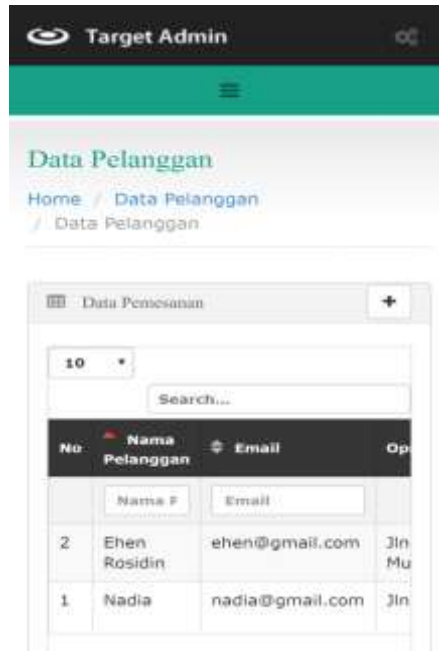 Target Admin
Data Pelanggan
Home / Data Pelanggan
/ Data Pelanggan
Data Pemesanan +
10
Search...
No Nama Pelanggan Email Op
Nama P Email
2 Ehen Rosidin ehen@gmail.com Jln Mu
1 Nadia nadia@gmail.com Jln